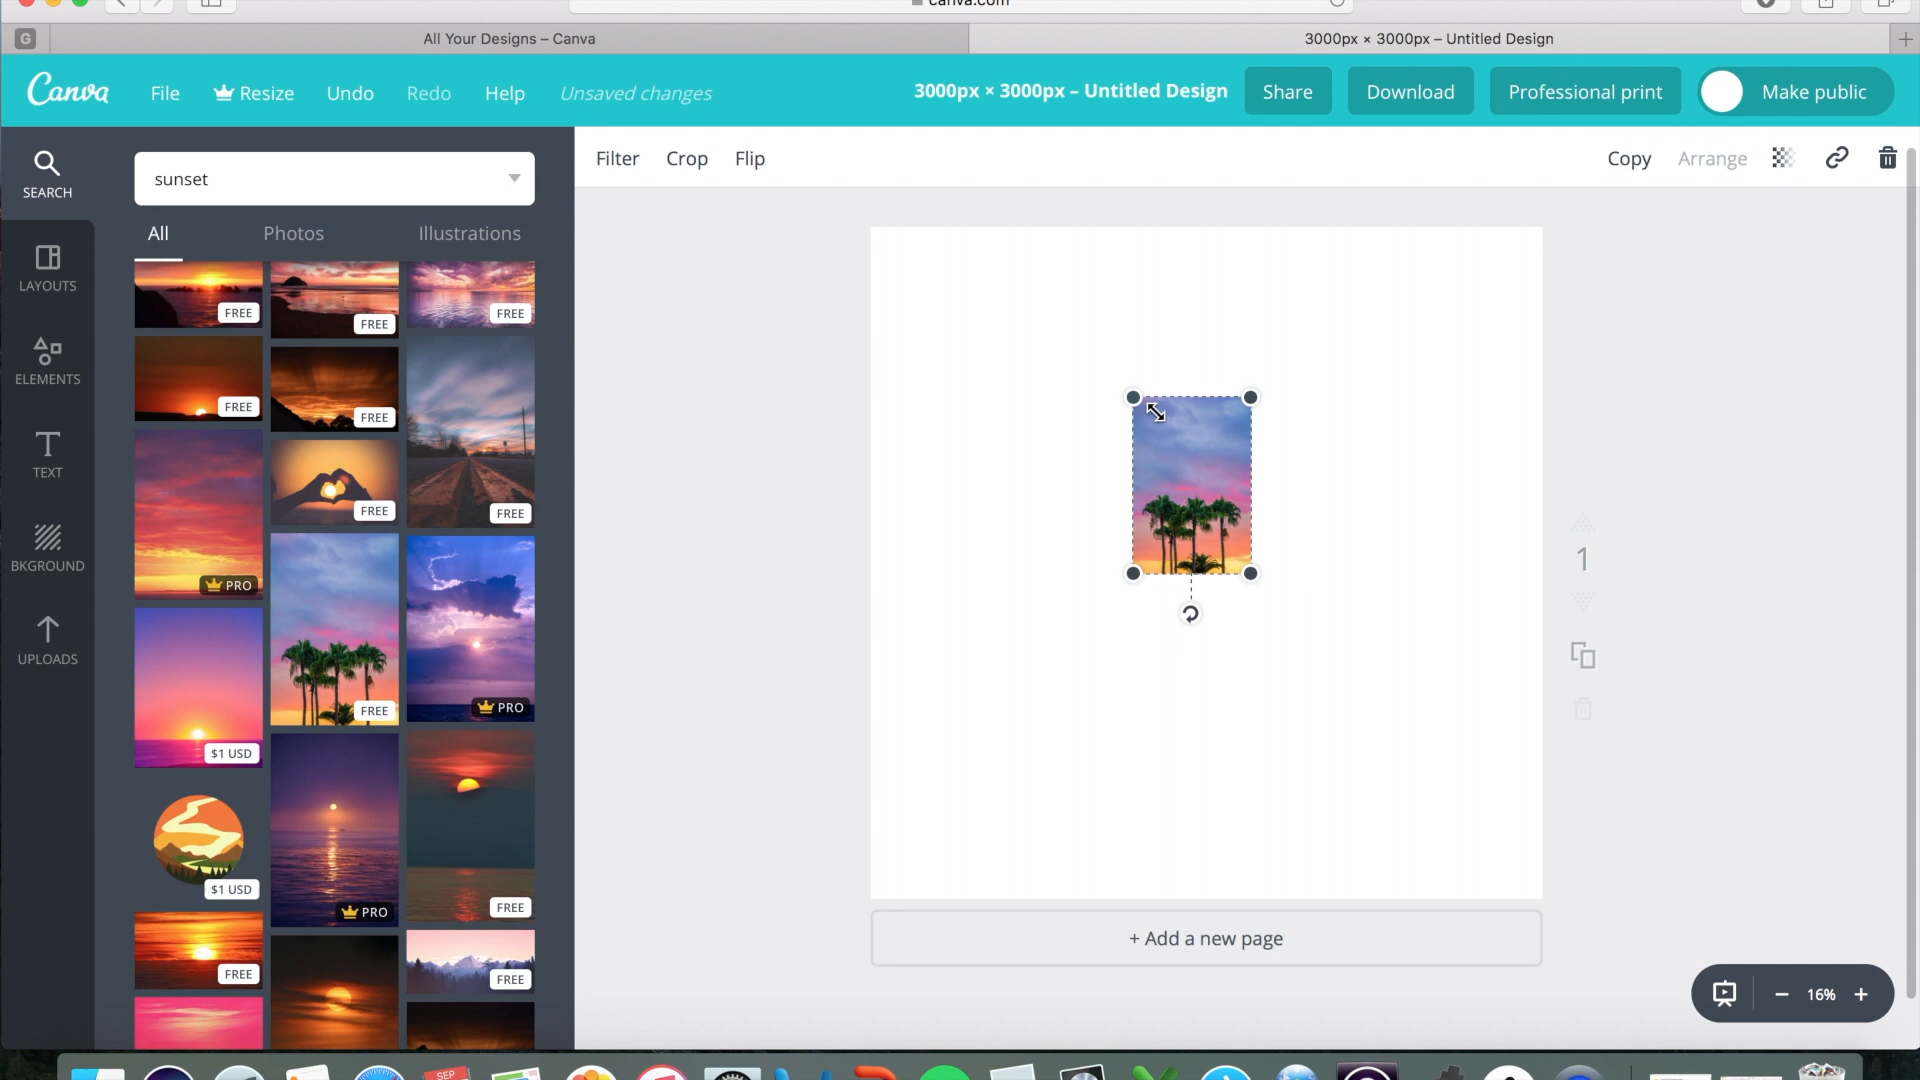 canva.com
G
All Your Designs – Canva
3000px × 3000px – Untitled Design
Canva
File
Resize
Undo
Redo
Help
Unsaved changes
3000px × 3000px – Untitled Design
Share
Download
Professional print
Make public
SEARCH
sunset
Filter
Crop
Flip
Copy
Arrange
All
Photos
Illustrations
LAYOUTS
ELEMENTS
TEXT
BKGROUND
UPLOADS
FREE
FREE
FREE
FREE
FREE
FREE
FREE
PRO
FREE
PRO
$1 USD
$1 USD
PRO
FREE
FREE
FREE
1
+ Add a new page
16%
SEP